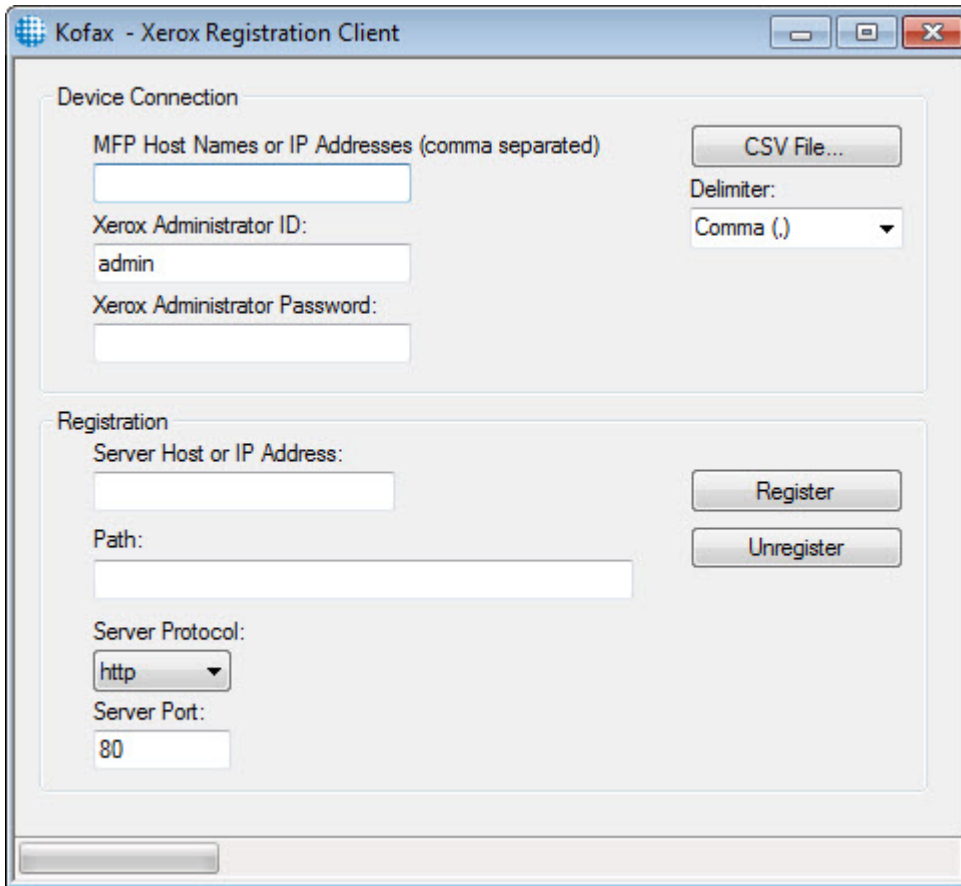 Kofax - Xerox Registration Client
Device Connection
MFP Host Names or IP Addresses (comma separated)
CSV File...
Delimiter:
Comma (,)
Xerox Administrator ID:
admin
Xerox Administrator Password:
Registration
Server Host or IP Address:
Register
Path:
Unregister
Server Protocol:
http
Server Port:
80